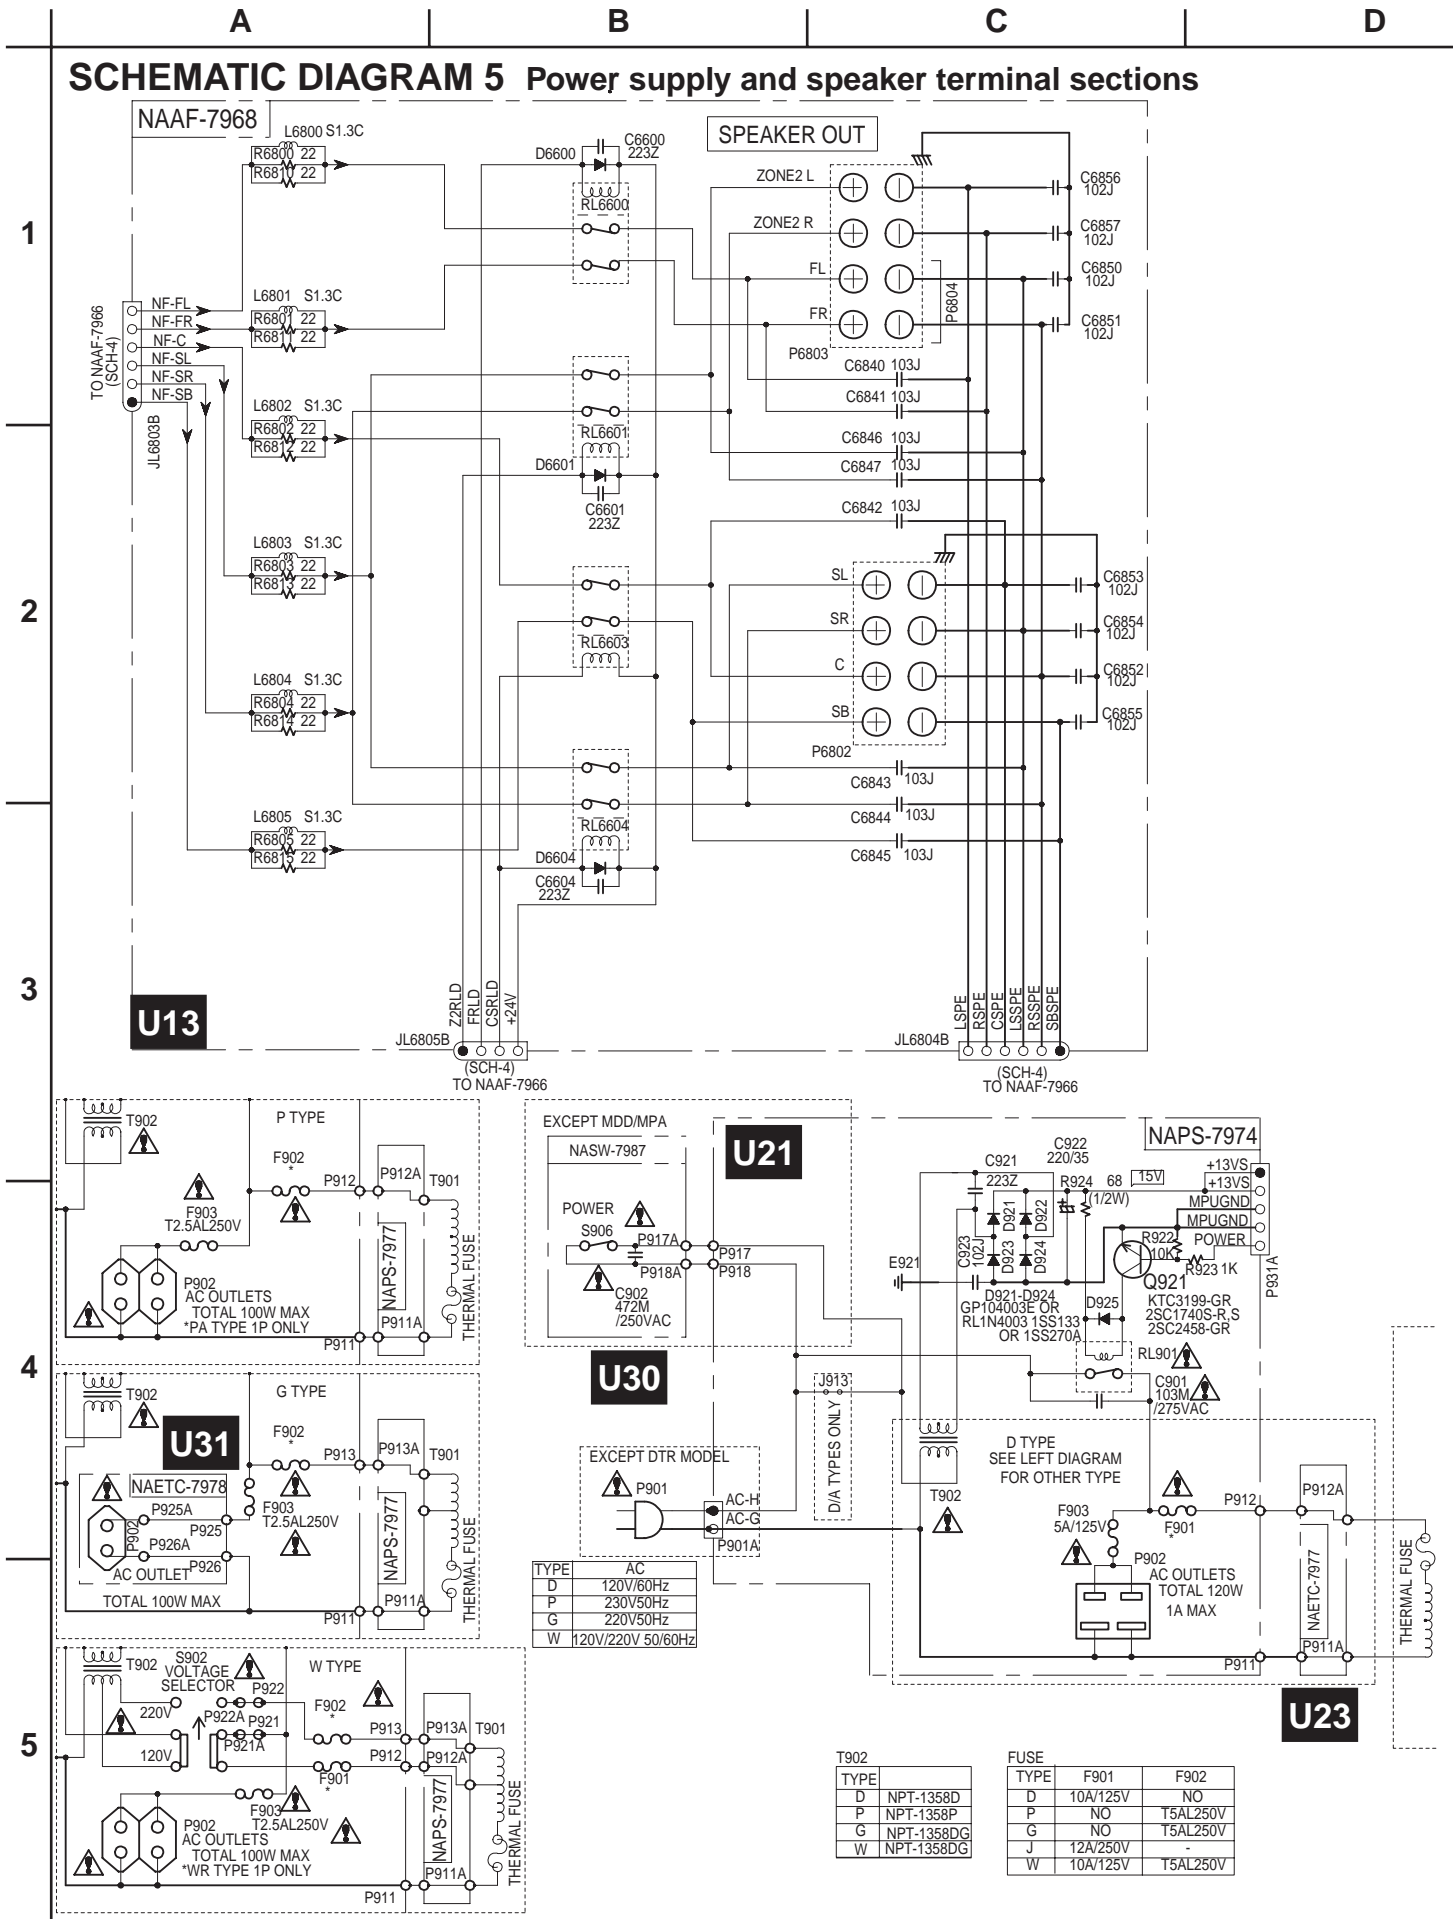 A B C D
SCHEMATIC DIAGRAM 5 Power supply and speaker terminal sections
NAAF-7968
L6800 S1.3C
R6800 22
R6810 22
D6600
C6600
223Z
RL6600
SPEAKER OUT
ZONE2 L
ZONE2 R
FL
FR
P6803
P6804
C6856
102J
C6857
102J
C6850
102J
C6851
102J
1
TO NAAF-7966
(SCH-4)
NF-FL
NF-FR
NF-C
NF-SL
NF-SR
NF-SB
JL6803B
L6801 S1.3C
R6801 22
R6811 22
L6802 S1.3C
R6802 22
R6812 22
RL6601
D6601
C6601
223Z
C6840 103J
C6841 103J
C6846 103J
C6847 103J
C6842 103J
2
L6803 S1.3C
R6803 22
R6813 22
L6804 S1.3C
R6804 22
R6814 22
RL6603
SL
SR
C
SB
P6802
C6853
102J
C6854
102J
C6852
102J
C6855
102J
C6843 103J
C6844 103J
C6845 103J
L6805 S1.3C
R6805 22
R6815 22
RL6604
D6604
C6604
223Z
3
U13
Z2RLD
FRLD
CSRLD
+24V
JL6805B
(SCH-4)
TO NAAF-7966
LSPE
RSPE
CSPE
LSSPE
RSSPE
SBSPE
JL6804B
(SCH-4)
TO NAAF-7966
T902
P TYPE
F902
*
P912
P912A
T901
F903
T2.5AL250V
P902
AC OUTLETS
TOTAL 100W MAX
*PA TYPE 1P ONLY
NAPS-7977
P911
P911A
THERMAL FUSE
EXCEPT MDD/MPA
NASW-7987
POWER
S906
P917A
P918A
P917
P918
C902
472M
/250VAC
U21
U30
NAPS-7974
C921
223Z
C922
220/35
R924 68
(1/2W)
15V
+13VS
+13VS
MPUGND
MPUGND
POWER
P931A
D921
D922
D923
D924
C923
102J
E921
R922
10K
R923 1K
Q921
KTC3199-GR
2SC1740S-R,S
2SC2458-GR
D921-D924
GP104003E OR
RL1N4003 1SS133
OR 1SS270A
D925
RL901
C901
103M
/275VAC
4
T902
G TYPE
U31
F902
*
P913
P913A
T901
NAETC-7978
P925A
P925
P926A
P926
P902
AC OUTLET
TOTAL 100W MAX
F903
T2.5AL250V
NAPS-7977
P911
P911A
THERMAL FUSE
J913
D/A TYPES ONLY
EXCEPT DTR MODEL
P901
AC-H
AC-G
P901A
T902
D TYPE
SEE LEFT DIAGRAM
FOR OTHER TYPE
F903
5A/125V
F901
*
P912
P912A
P902
AC OUTLETS
TOTAL 120W
1A MAX
NAETC-7977
P911
P911A
THERMAL FUSE
U23
TYPE AC
D 120V/60Hz
P 230V50Hz
G 220V50Hz
W 120V/220V 50/60Hz
5
T902
S902
VOLTAGE
SELECTOR
W TYPE
P922
P922A
P921
P921A
220V
120V
F902
*
F901
*
P913
P913A
T901
P912
P912A
F903
T2.5AL250V
P902
AC OUTLETS
TOTAL 100W MAX
*WR TYPE 1P ONLY
NAPS-7977
P911
P911A
THERMAL FUSE
T902
TYPE
D NPT-1358D
P NPT-1358P
G NPT-1358DG
W NPT-1358DG
FUSE
TYPE F901 F902
D 10A/125V NO
P NO T5AL250V
G NO T5AL250V
J 12A/250V -
W 10A/125V T5AL250V